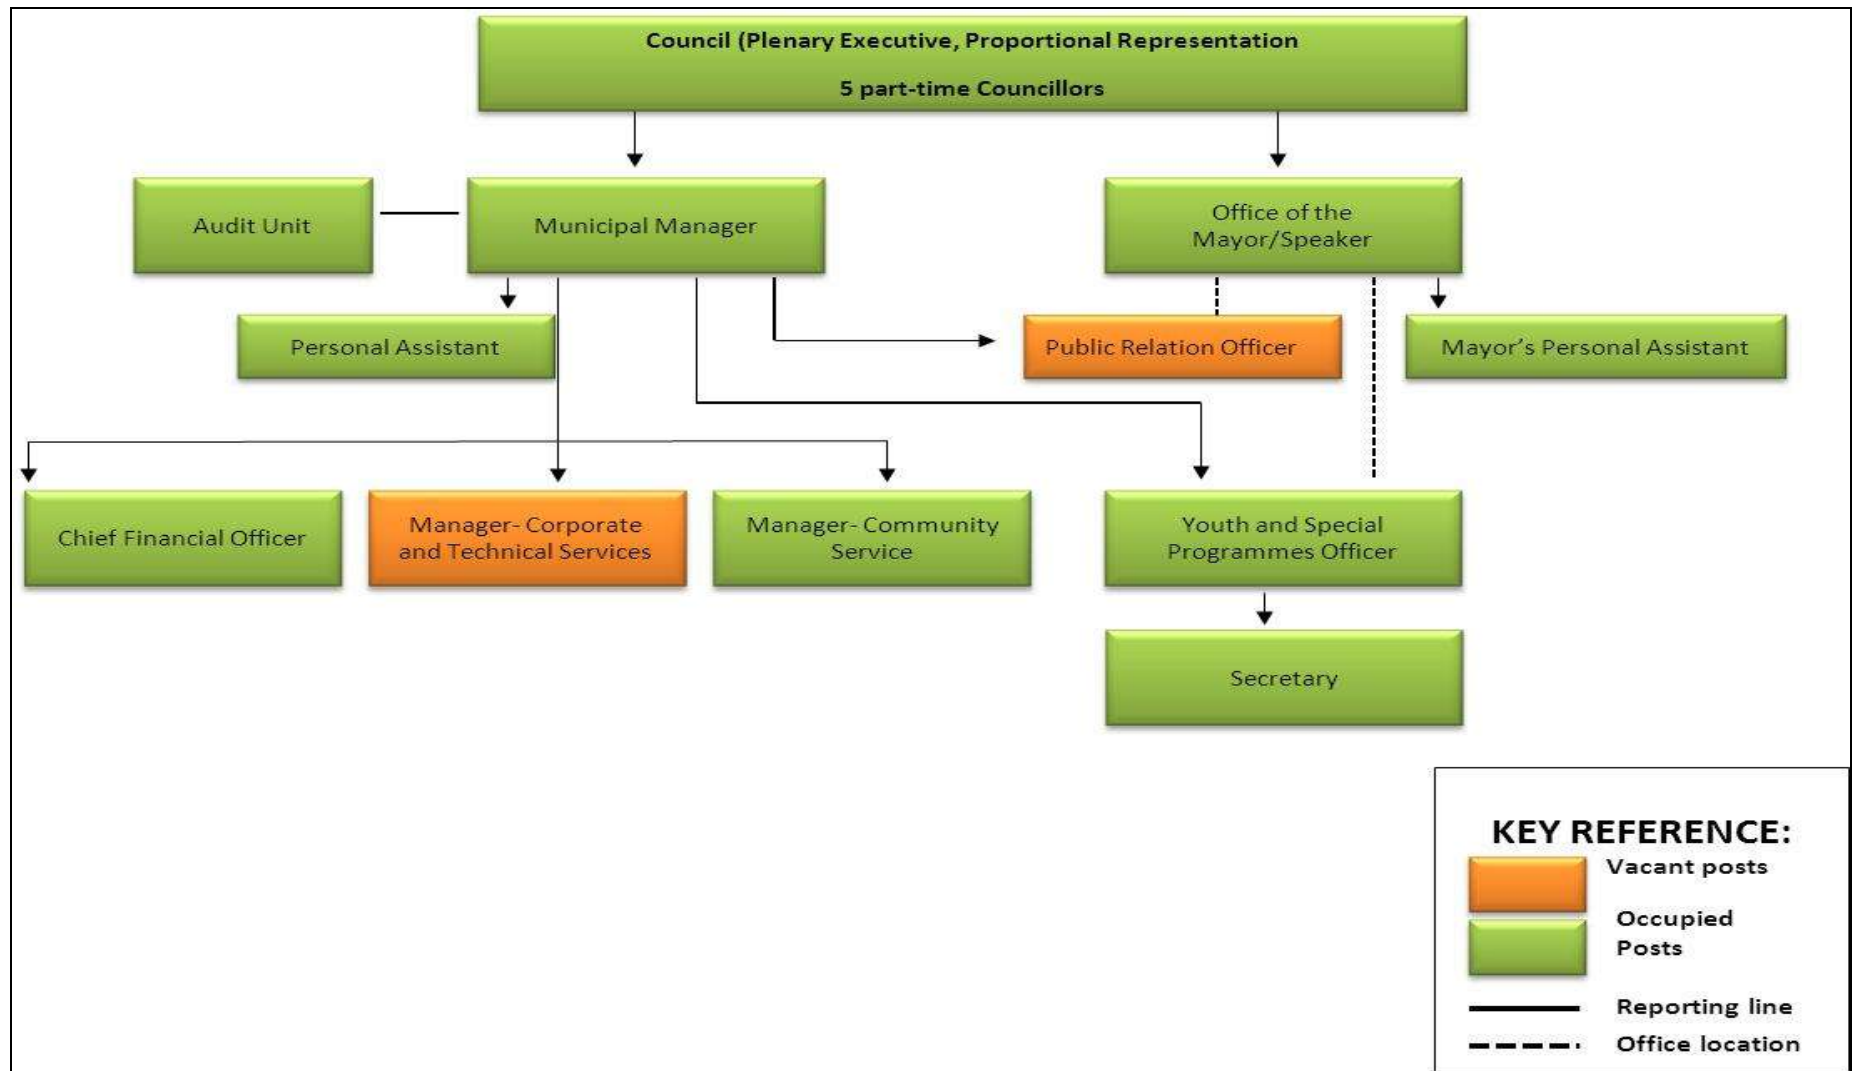 Council (Plenary Executive, Proportional Representation
5 part-time Councillors
Audit Unit
Municipal Manager
Office of the
Mayor/Speaker
Personal Assistant
Public Relation Officer
Mayor's Personal Assistant
Chief Financial Officer
Manager- Corporate
and Technical Services
Manager- Community
Service
Youth and Special
Programmes Officer
Secretary
KEY REFERENCE:
Vacant posts
Occupied
Posts
Reporting line
Office location